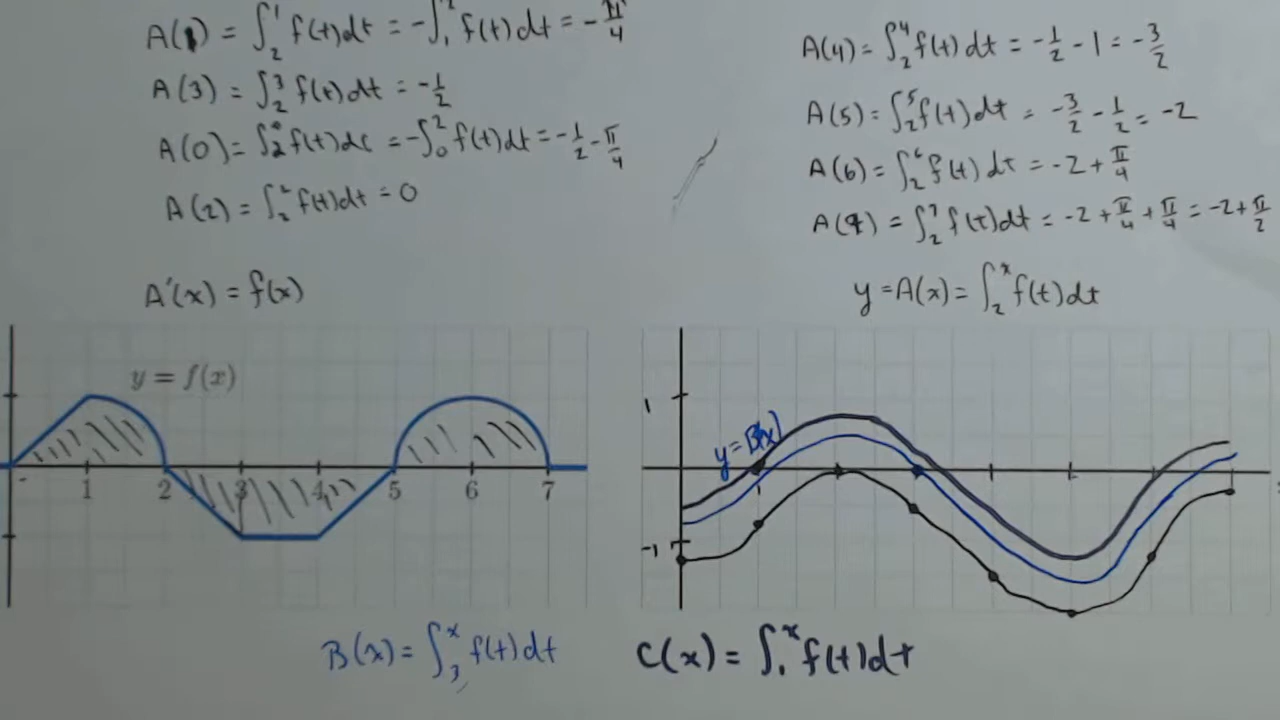 A(1) = ∫₂¹ f(t)dt = -∫₁² f(t)dt = -π/4
A(3) = ∫₂³ f(t)dt = -1/2
A(0) = ∫₂⁰ f(t)dt = -∫₀² f(t)dt = -1/2 - π/4
A(2) = ∫₂² f(t)dt = 0
A'(x) = f(x)
A(4) = ∫₂⁴ f(t)dt = -1/2 - 1 = -3/2
A(5) = ∫₂⁵ f(t)dt = -3/2 - 1/2 = -2
A(6) = ∫₂⁶ f(t)dt = -2 + π/4
A(7) = ∫₂⁷ f(t)dt = -2 + π/4 + π/4 = -2 + π/2
y = A(x) = ∫₂ˣ f(t)dt
y = f(x)
1 2 3 4 5 6 7
1
y = B(x)
1
-1
B(x) = ∫₃ˣ f(t)dt
C(x) = ∫₁ˣ f(t)dt